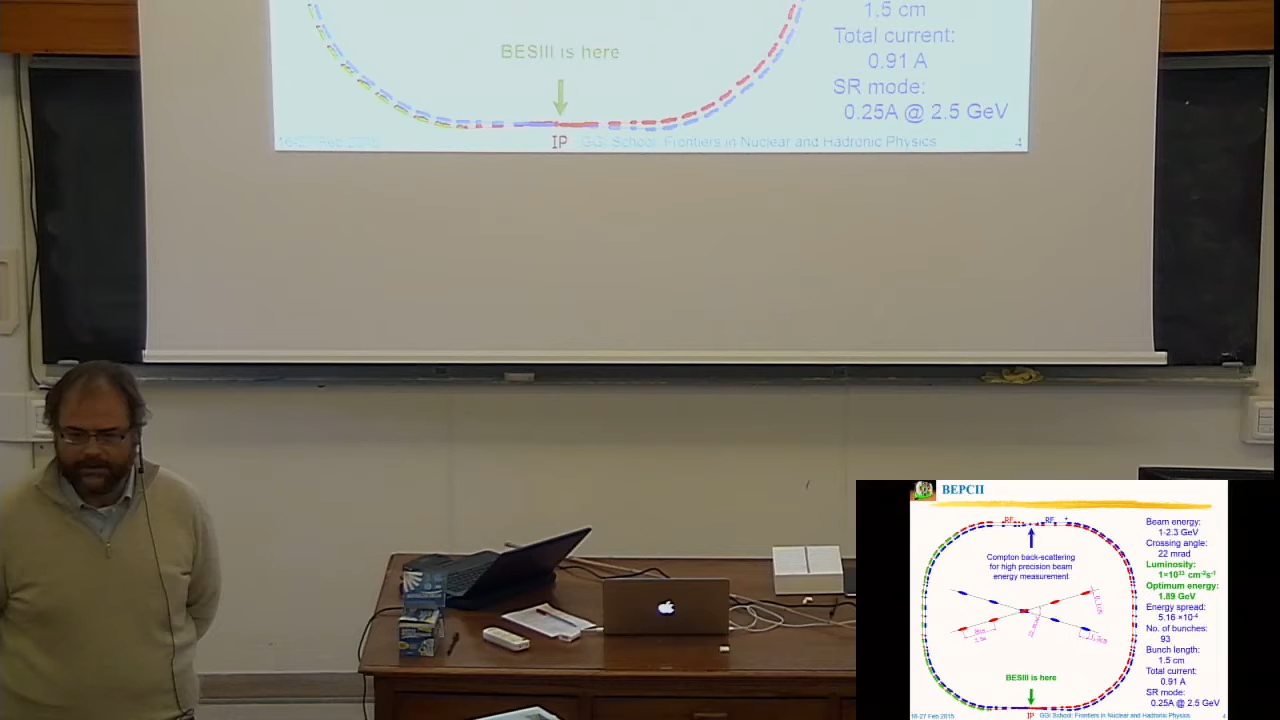 1.5 cm
Total current:
0.91 A
SR mode:
0.25A @ 2.5 GeV
BESIII is here
IP
GGI School: Frontiers in Nuclear and Hadronic Physics
4
BEPCII
RF
RF
Compton back-scattering
for high precision beam
energy measurement
BESIII is here
IP
Beam energy:
1-2.3 GeV
Crossing angle:
22 mrad
Luminosity:
1×10³³ cm⁻²s⁻¹
Optimum energy:
1.89 GeV
Energy spread:
5.16 ×10⁻⁴
No. of bunches:
93
Bunch length:
1.5 cm
Total current:
0.91 A
SR mode:
0.25A @ 2.5 GeV
16-27 Feb 2015
GGI School: Frontiers in Nuclear and Hadronic Physics
4